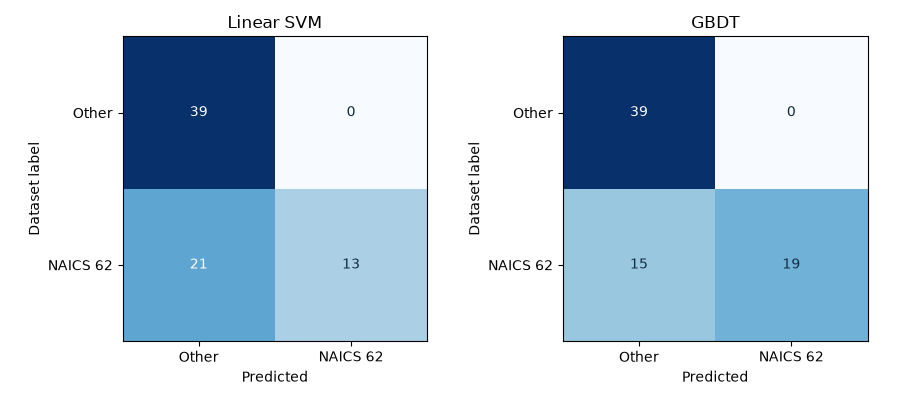 Linear SVM
Other
39
0
Dataset label
NAICS 62
21
13
Other
NAICS 62
Predicted
GBDT
Other
39
0
Dataset label
NAICS 62
15
19
Other
NAICS 62
Predicted